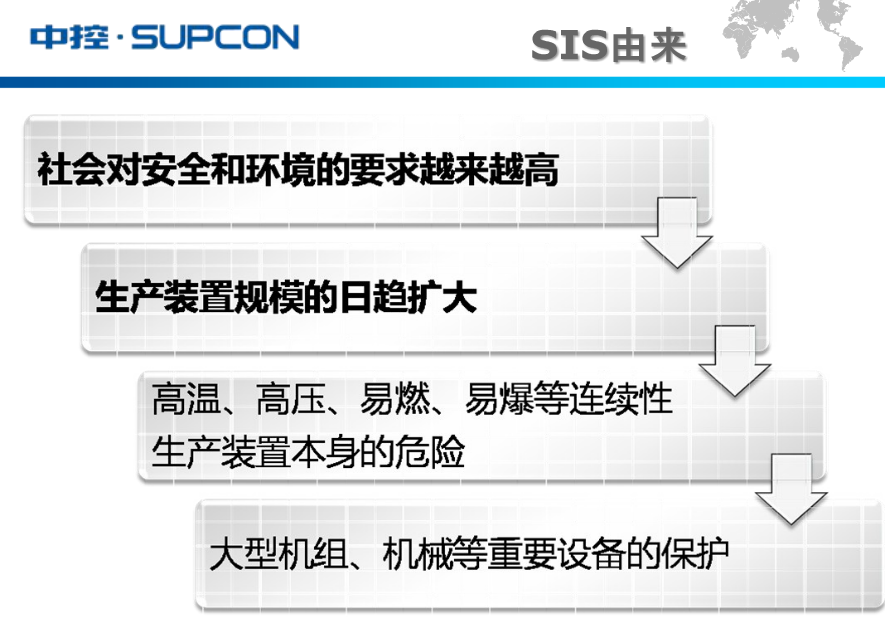 中控·SUPCON
SIS由来
社会对安全和环境的要求越来越高
生产装置规模的日趋扩大
高温、高压、易燃、易爆等连续性
生产装置本身的危险
大型机组、机械等重要设备的保护